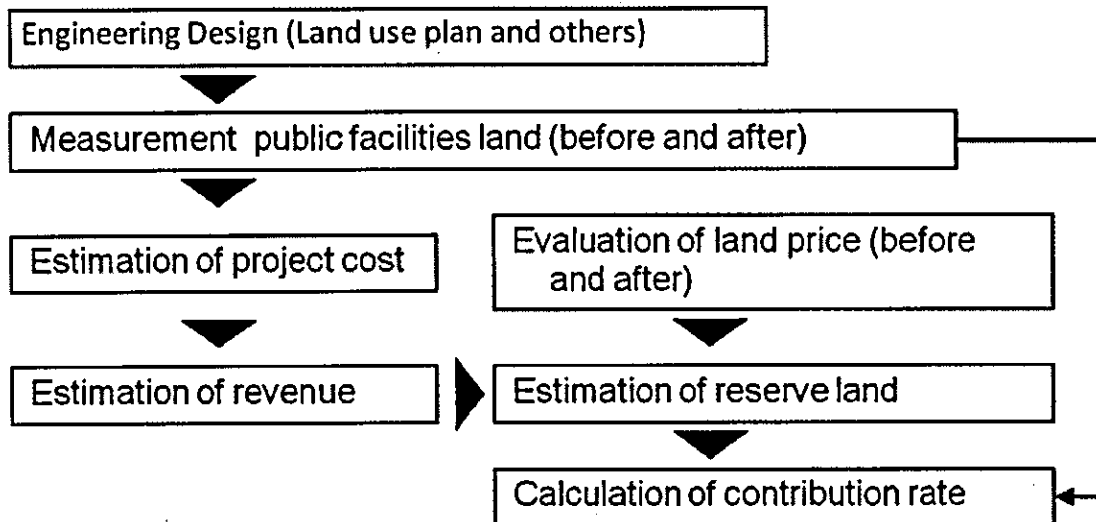 Engineering Design (Land use plan and others)
Measurement public facilities land (before and after)
Estimation of project cost
Evaluation of land price (before
and after)
Estimation of revenue
Estimation of reserve land
Calculation of contribution rate